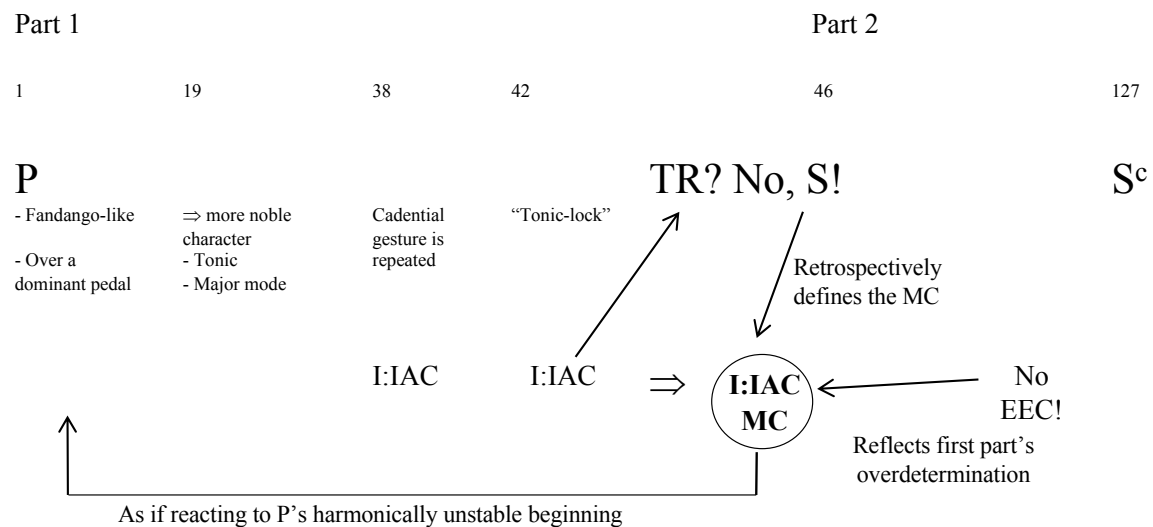 Part 1 Part 2
1 19 38 42 46 127
P TR? No, S! Sᶜ
- Fandango-like
- Over a
dominant pedal
⇒ more noble
character
- Tonic
- Major mode
Cadential
gesture is
repeated
“Tonic-lock”
Retrospectively
defines the MC
I:IAC I:IAC ⇒ I:IAC
MC
No
EEC!
Reflects first part’s
overdetermination
As if reacting to P’s harmonically unstable beginning